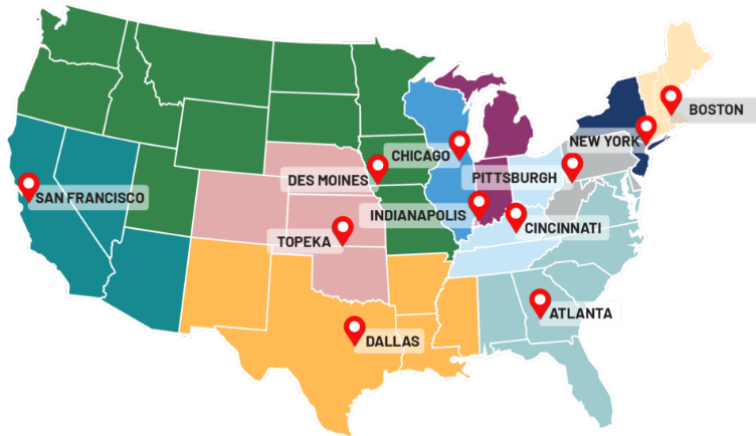 BOSTON
NEW YORK
CHICAGO
PITTSBURGH
DES MOINES
SAN FRANCISCO
INDIANAPOLIS
CINCINNATI
TOPEKA
ATLANTA
DALLAS